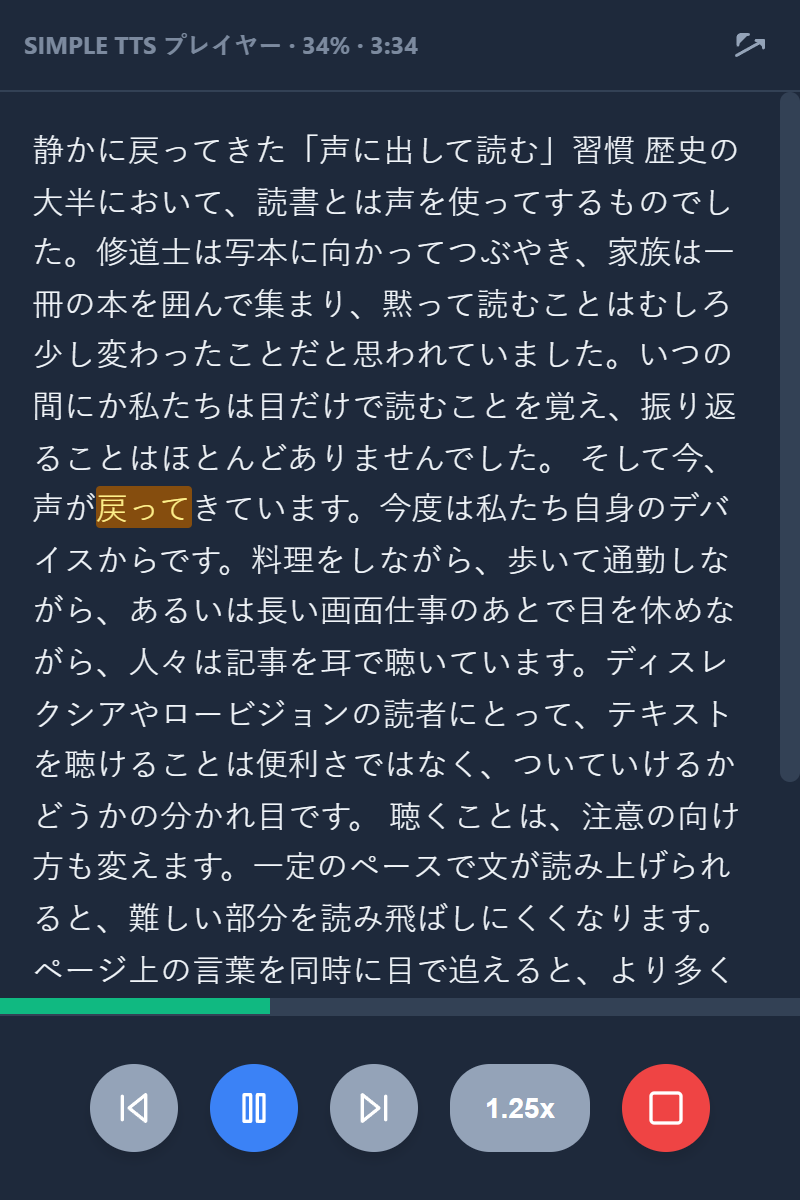 SIMPLE TTS プレイヤー · 34% · 3:34
静かに戻ってきた「声に出して読む」習慣 歴史の
大半において、読書とは声を使ってするものでし
た。修道士は写本に向かってつぶやき、家族は一
冊の本を囲んで集まり、黙って読むことはむしろ
少し変わったことだと思われていました。いつの
間にか私たちは目だけで読むことを覚え、振り返
ることはほとんどありませんでした。 そして今、
声が戻ってきています。今度は私たち自身のデバ
イスからです。料理をしながら、歩いて通勤しな
がら、あるいは長い画面仕事のあとで目を休めな
がら、人々は記事を耳で聴いています。ディスレ
クシアやロービジョンの読者にとって、テキスト
を聴けることは便利さではなく、ついていけるか
どうかの分かれ目です。 聴くことは、注意の向け
方も変えます。一定のペースで文が読み上げられ
ると、難しい部分を読み飛ばしにくくなります。
ページ上の言葉を同時に目で追えると、より多く
1.25x